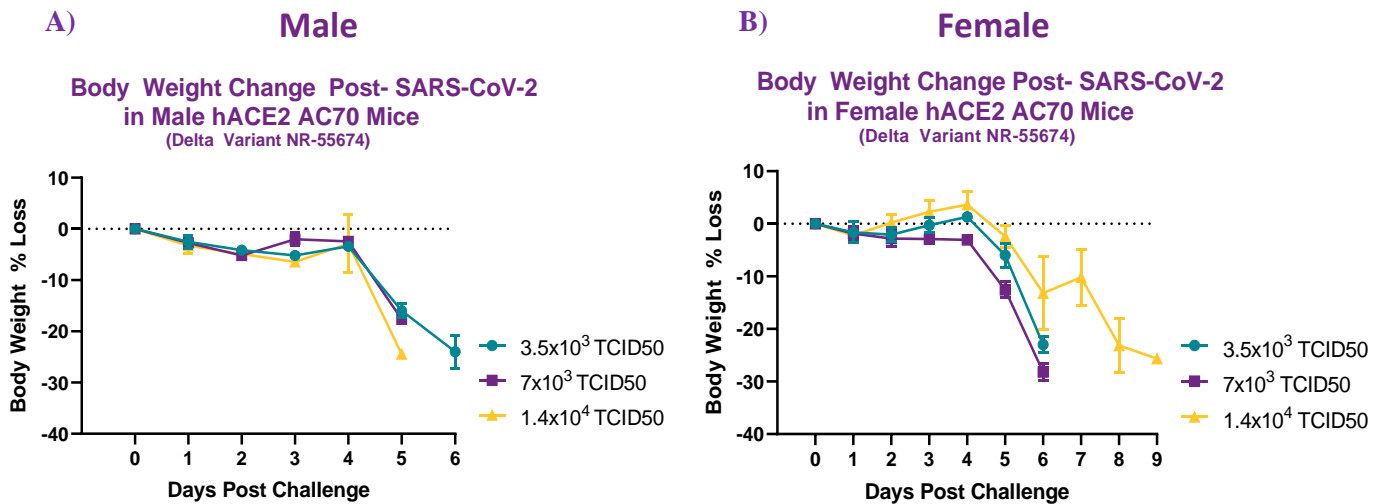 A)
Male
Body Weight Change Post- SARS-CoV-2
in Male hACE2 AC70 Mice
(Delta Variant NR-55674)
Body Weight % Loss
10
0
-10
-20
-30
-40
0 1 2 3 4 5 6
Days Post Challenge
3.5x10³ TCID50
7x10³ TCID50
1.4x10⁴ TCID50
B)
Female
Body Weight Change Post- SARS-CoV-2
in Female hACE2 AC70 Mice
(Delta Variant NR-55674)
Body Weight % Loss
10
0
-10
-20
-30
-40
0 1 2 3 4 5 6 7 8 9
Days Post Challenge
3.5x10³ TCID50
7x10³ TCID50
1.4x10⁴ TCID50